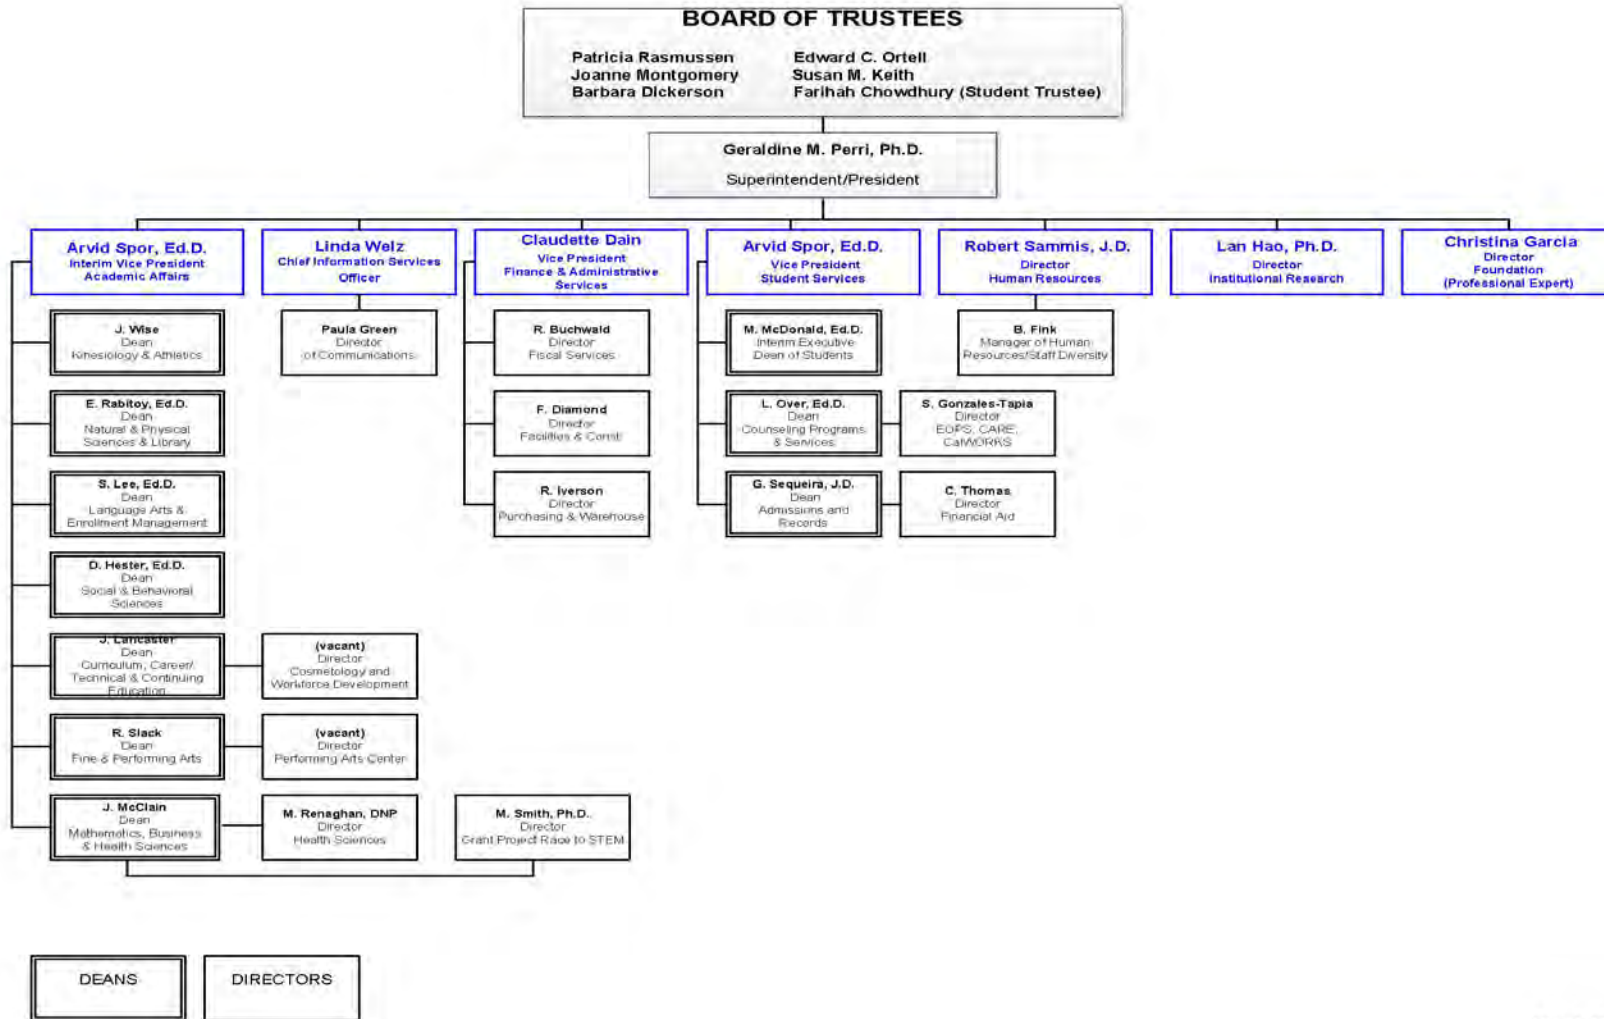 BOARD OF TRUSTEES
Patricia Rasmussen Edward C. Ortell
Joanne Montgomery Susan M. Keith
Barbara Dickerson Farihah Chowdhury (Student Trustee)
Geraldine M. Perri, Ph.D.
Superintendent/President
Arvid Spor, Ed.D.
Interim Vice President
Academic Affairs
Linda Welz
Chief Information Services
Officer
Claudette Dain
Vice President
Finance & Administrative
Services
Arvid Spor, Ed.D.
Vice President
Student Services
Robert Sammis, J.D.
Director
Human Resources
Lan Hao, Ph.D.
Director
Institutional Research
Christina Garcia
Director
Foundation
(Professional Expert)
J. Wise
Dean
Kinesiology & Athletics
Paula Green
Director
of Communications
R. Buchwald
Director
Fiscal Services
M. McDonald, Ed.D.
Interim Executive
Dean of Students
B. Fink
Manager of Human
Resources/Staff Diversity
E. Rabitoy, Ed.D.
Dean
Natural & Physical
Sciences & Library
F. Diamond
Director
Facilities & Const.
L. Over, Ed.D.
Dean
Counseling Programs
& Services
S. Gonzales-Tapia
Director
EOPS, CARE,
CalWORKS
S. Lee, Ed.D.
Dean
Language Arts &
Enrollment Management
R. Iverson
Director
Purchasing & Warehouse
G. Sequeira, J.D.
Dean
Admissions and
Records
C. Thomas
Director
Financial Aid
D. Hester, Ed.D.
Dean
Social & Behavioral
Sciences
J. Lancaster
Dean
Curriculum, Career/
Technical & Continuing
Education
(vacant)
Director
Cosmetology and
Workforce Development
R. Slack
Dean
Fine & Performing Arts
(vacant)
Director
Performing Arts Center
J. McClain
Dean
Mathematics, Business
& Health Sciences
M. Renaghan, DNP
Director
Health Sciences
M. Smith, Ph.D.
Director
Grant Project Race to STEM
DEANS
DIRECTORS